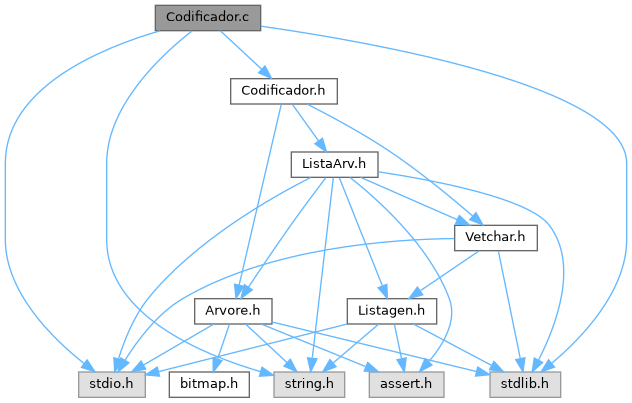 Codificador.c
Codificador.h
ListaArv.h
Vetchar.h
Arvore.h
Listagen.h
stdio.h
bitmap.h
string.h
assert.h
stdlib.h